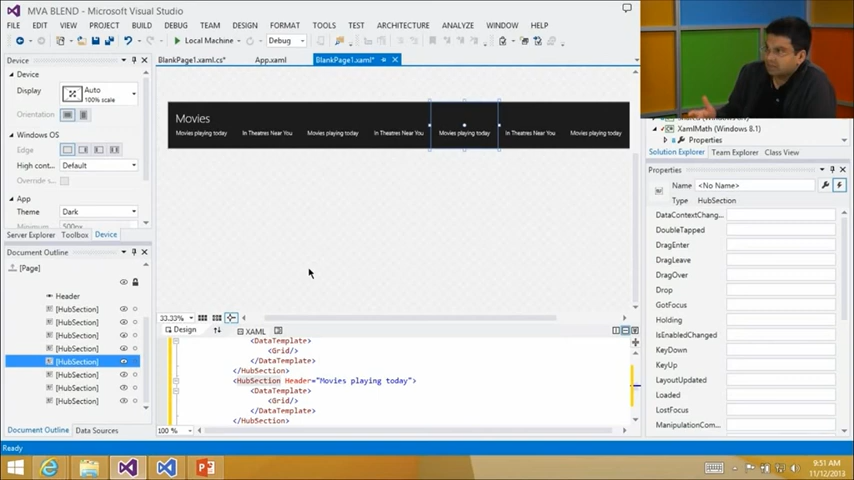 MVA BLEND - Microsoft Visual Studio
FILE EDIT VIEW PROJECT BUILD DEBUG TEAM DESIGN FORMAT TOOLS TEST ARCHITECTURE ANALYZE WINDOW HELP
Local Machine Debug
Device
Device
Display Auto
100% scale
Orientation
Windows OS
Edge
High cont... Default
Override s...
App
Theme Dark
Minimum... 500px
Server Explorer Toolbox Device
Document Outline
[Page]
Header
[HubSection]
[HubSection]
[HubSection]
[HubSection]
[HubSection]
[HubSection]
[HubSection]
[HubSection]
Document Outline Data Sources
BlankPage1.xaml.cs* App.xaml BlankPage1.xaml*
Movies
Movies playing today In Theatres Near You Movies playing today In Theatres Near You Movies playing today In Theatres Near You Movies playing today
33.33%
Design XAML
<DataTemplate>
<Grid/>
</DataTemplate>
</HubSection>
<HubSection Header="Movies playing today">
<DataTemplate>
<Grid/>
</DataTemplate>
</HubSection>
100 %
XamlMath (Windows 8.1)
Properties
Solution Explorer Team Explorer Class View
Properties
Name <No Name>
Type HubSection
DataContextChang...
DoubleTapped
DragEnter
DragLeave
DragOver
Drop
GotFocus
Holding
IsEnabledChanged
KeyDown
KeyUp
LayoutUpdated
Loaded
LostFocus
ManipulationCom...
Ready
9:51 AM
11/12/2013